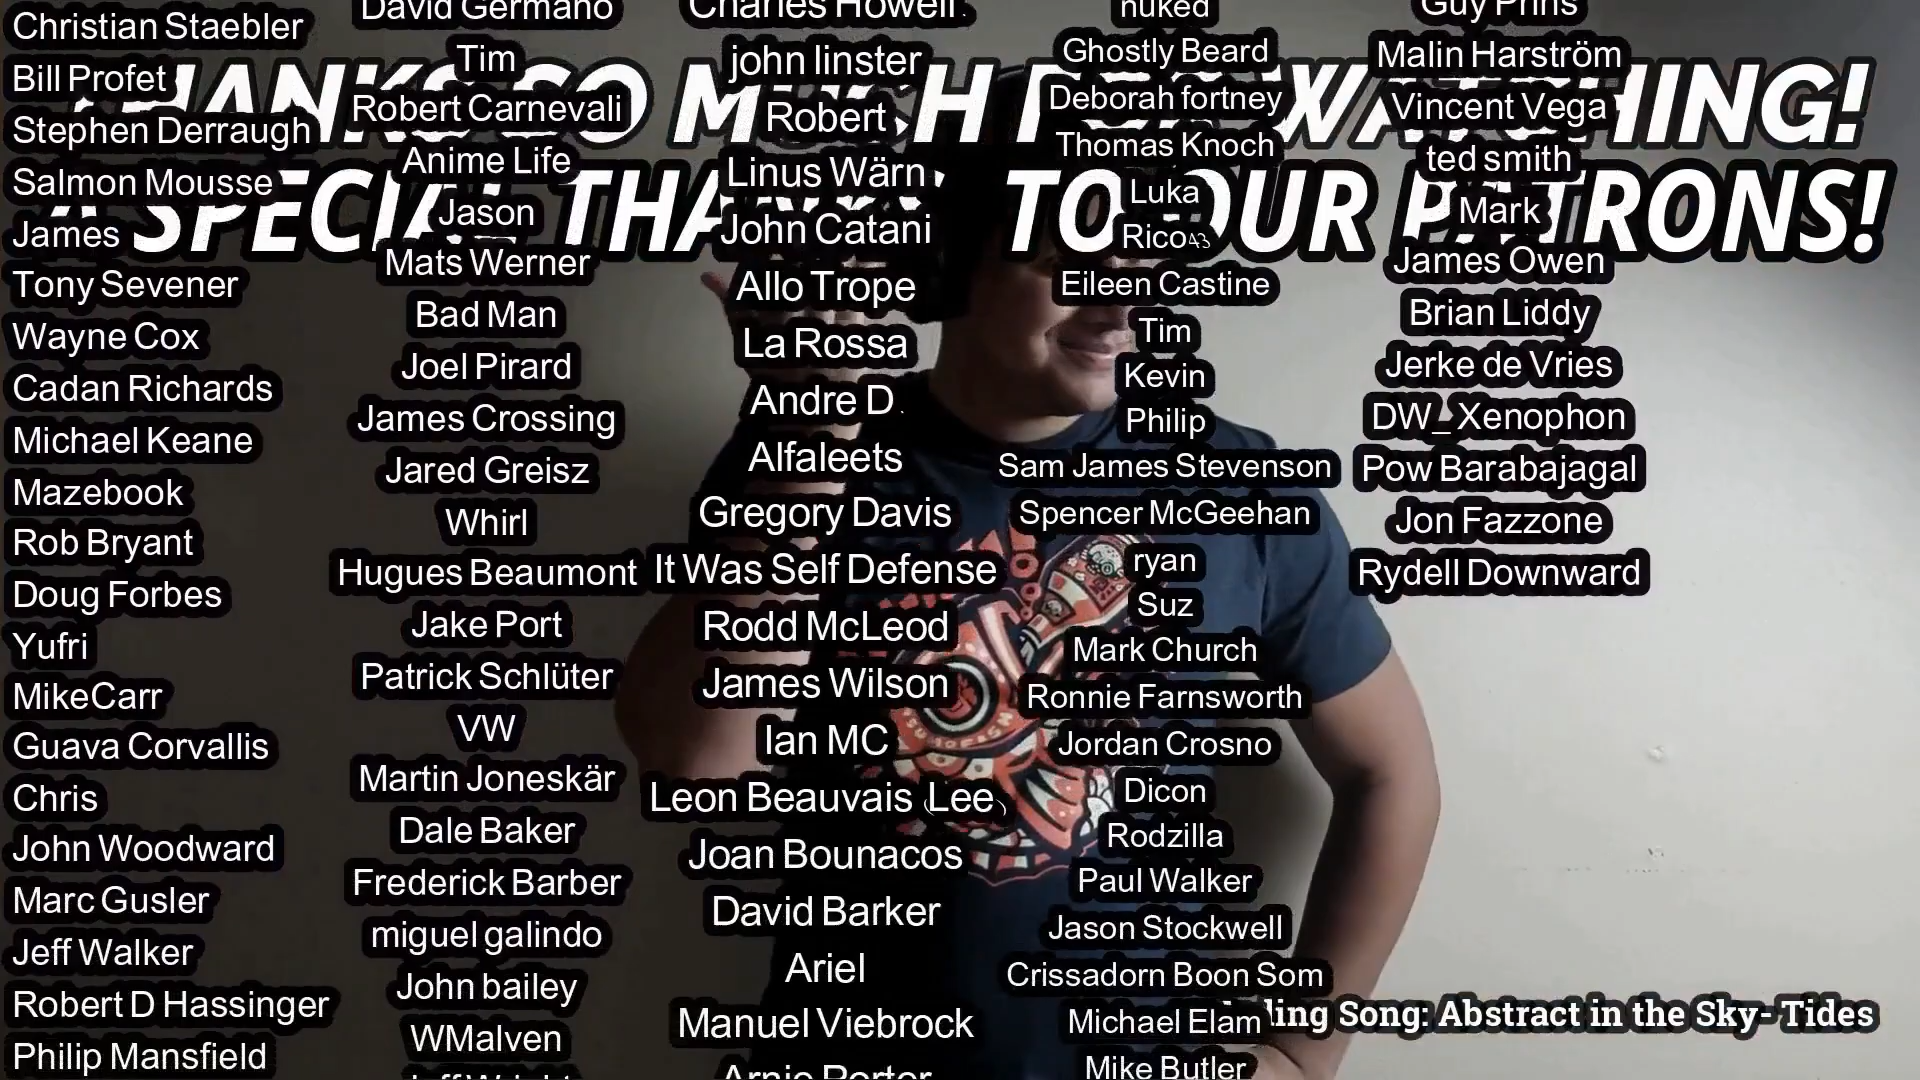 THANKS SO MUCH FOR WATCHING!
A SPECIAL THANKS TO OUR PATRONS!
Christian Staebler
Bill Profet
Stephen Derraugh
Salmon Mousse
James
Tony Sevener
Wayne Cox
Cadan Richards
Michael Keane
Mazebook
Rob Bryant
Doug Forbes
Yufri
MikeCarr
Guava Corvallis
Chris
John Woodward
Marc Gusler
Jeff Walker
Robert D Hassinger
Philip Mansfield
David Germano
Tim
Robert Carnevali
Anime Life
Jason
Mats Werner
Bad Man
Joel Pirard
James Crossing
Jared Greisz
Whirl
Hugues Beaumont
Jake Port
Patrick Schlüter
VW
Martin Joneskär
Dale Baker
Frederick Barber
miguel galindo
John bailey
WMalven
Jeff Wright
Charles Howell.
john linster
Robert
Linus Wärn
John Catani
Allo Trope
La Rossa
Andre D.
Alfaleets
Gregory Davis
It Was Self Defense
Rodd McLeod
James Wilson
Ian MC
Leon Beauvais (Lee)
Joan Bounacos
David Barker
Ariel
Manuel Viebrock
Arnie Porter
nuked
Ghostly Beard
Deborah fortney
Thomas Knoch
Luka
Rico43
Eileen Castine
Tim
Kevin
Philip
Sam James Stevenson
Spencer McGeehan
ryan
Suz
Mark Church
Ronnie Farnsworth
Jordan Crosno
Dicon
Rodzilla
Paul Walker
Jason Stockwell
Crissadorn Boon Som
Michael Elam
Mike Butler
Guy Prins
Malin Harström
Vincent Vega
ted smith
Mark
James Owen
Brian Liddy
Jerke de Vries
DW_Xenophon
Pow Barabajagal
Jon Fazzone
Rydell Downward
Song: Abstract in the Sky- Tides